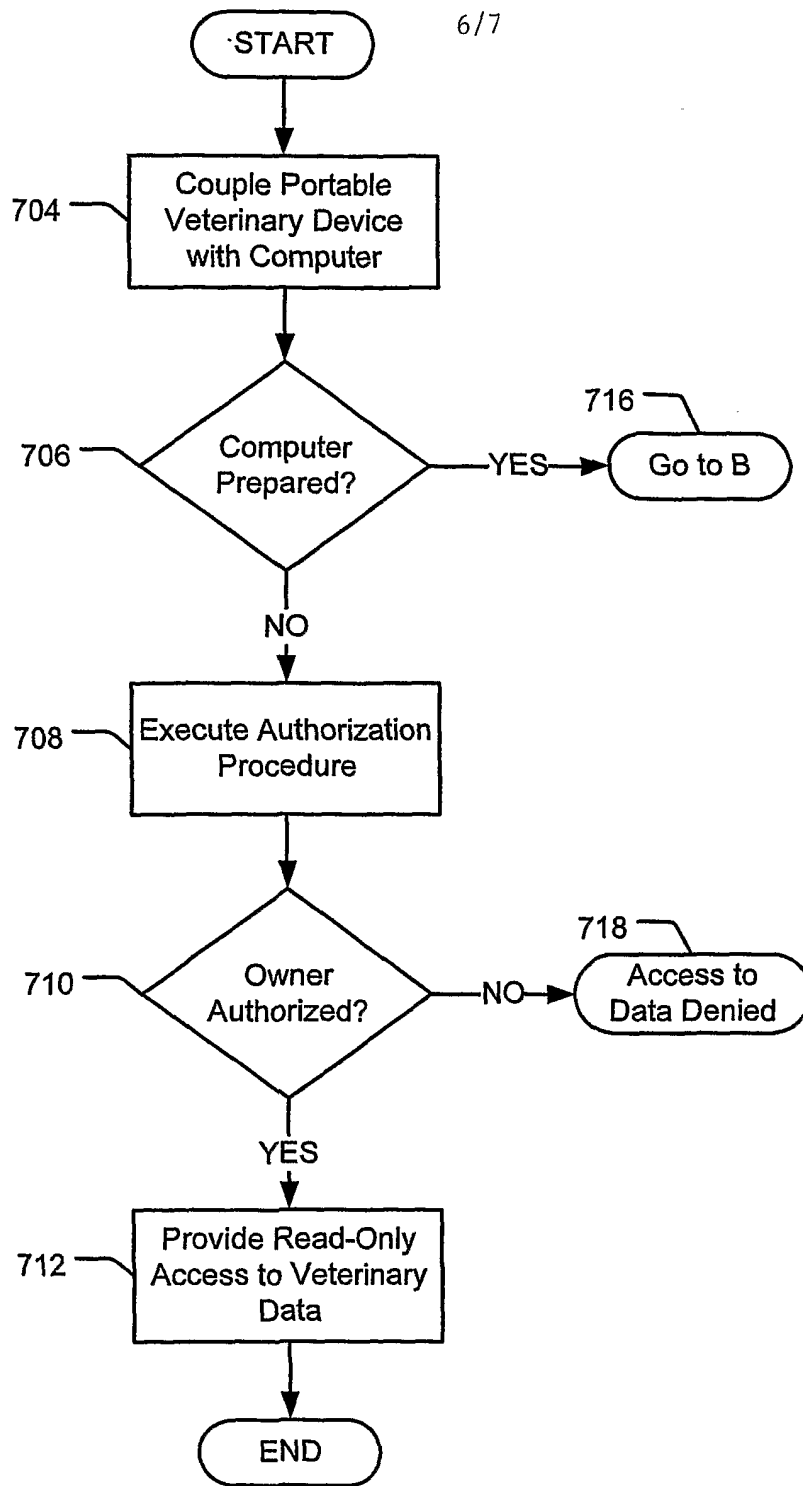 6/7
START
704
Couple Portable
Veterinary Device
with Computer
706
Computer
Prepared?
YES
716
Go to B
NO
708
Execute Authorization
Procedure
710
Owner
Authorized?
NO
718
Access to
Data Denied
YES
712
Provide Read-Only
Access to Veterinary
Data
END